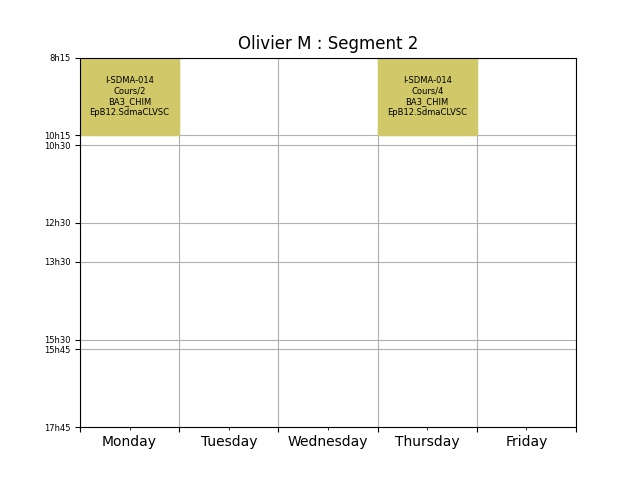 Olivier M : Segment 2
8h15
I-SDMA-014
Cours/2
BA3_CHIM
EpB12.SdmaCLVSC
I-SDMA-014
Cours/4
BA3_CHIM
EpB12.SdmaCLVSC
10h15
10h30
12h30
13h30
15h30
15h45
17h45
Monday Tuesday Wednesday Thursday Friday